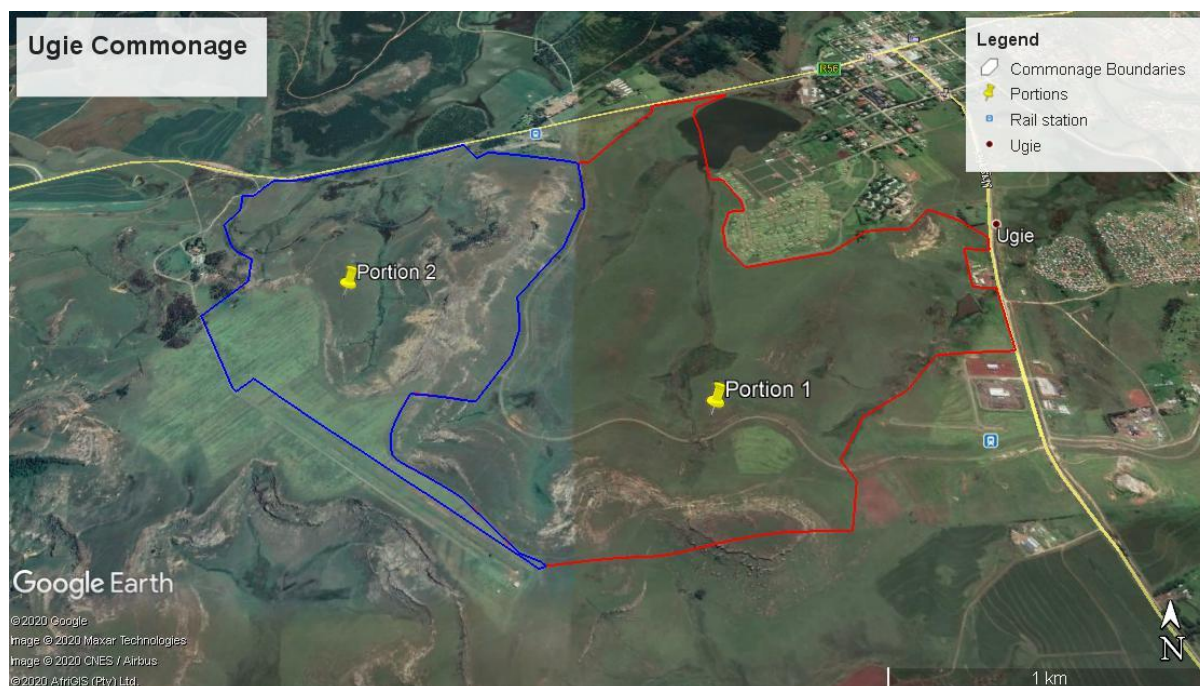 Ugie Commonage
Legend
Commonage Boundaries
Portions
Rail station
Ugie
R56
Ugie
Portion 2
Portion 1
Google Earth
©2020 Google
Image © 2020 Maxar Technologies
Image © 2020 CNES / Airbus
©2020 AfriGIS (Pty) Ltd.
N
1 km